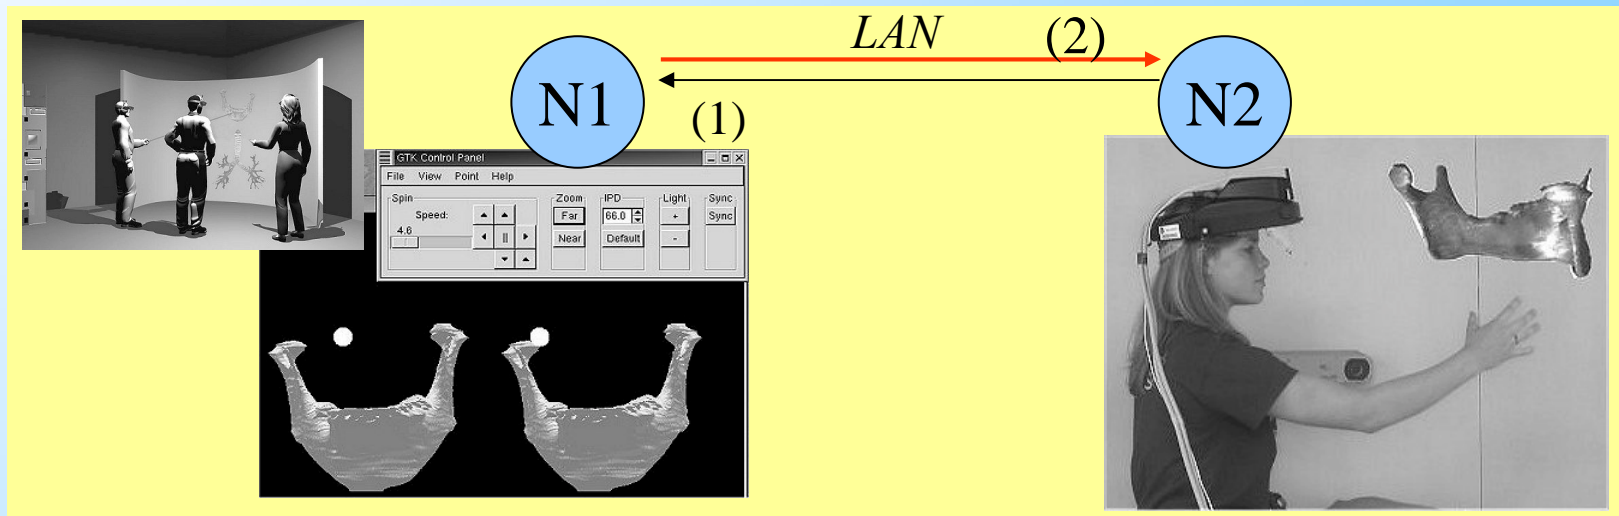 LAN
(2)
N1
N2
(1)
GTK Control Panel
File View Point Help
Spin
Speed:
4.6
Zoom
Far
Near
IPD
66.0
Default
Light
+
-
Sync
Sync